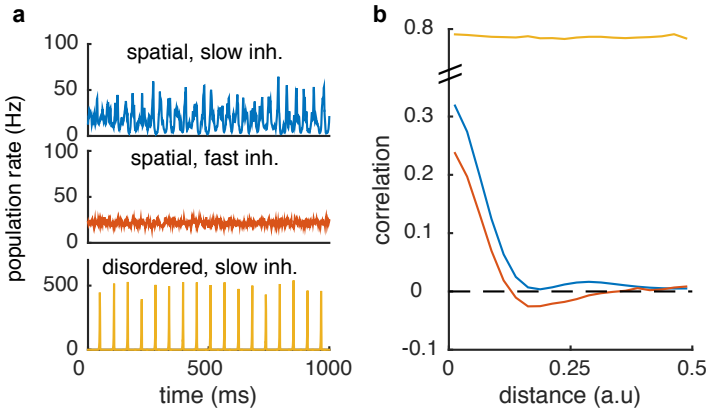 a
spatial, slow inh.
100
50
0
spatial, fast inh.
100
50
0
disordered, slow inh.
500
0
population rate (Hz)
0
500
1000
time (ms)
b
0.8
0.3
0.2
0.1
0
-0.1
correlation
0
0.25
0.5
distance (a.u)